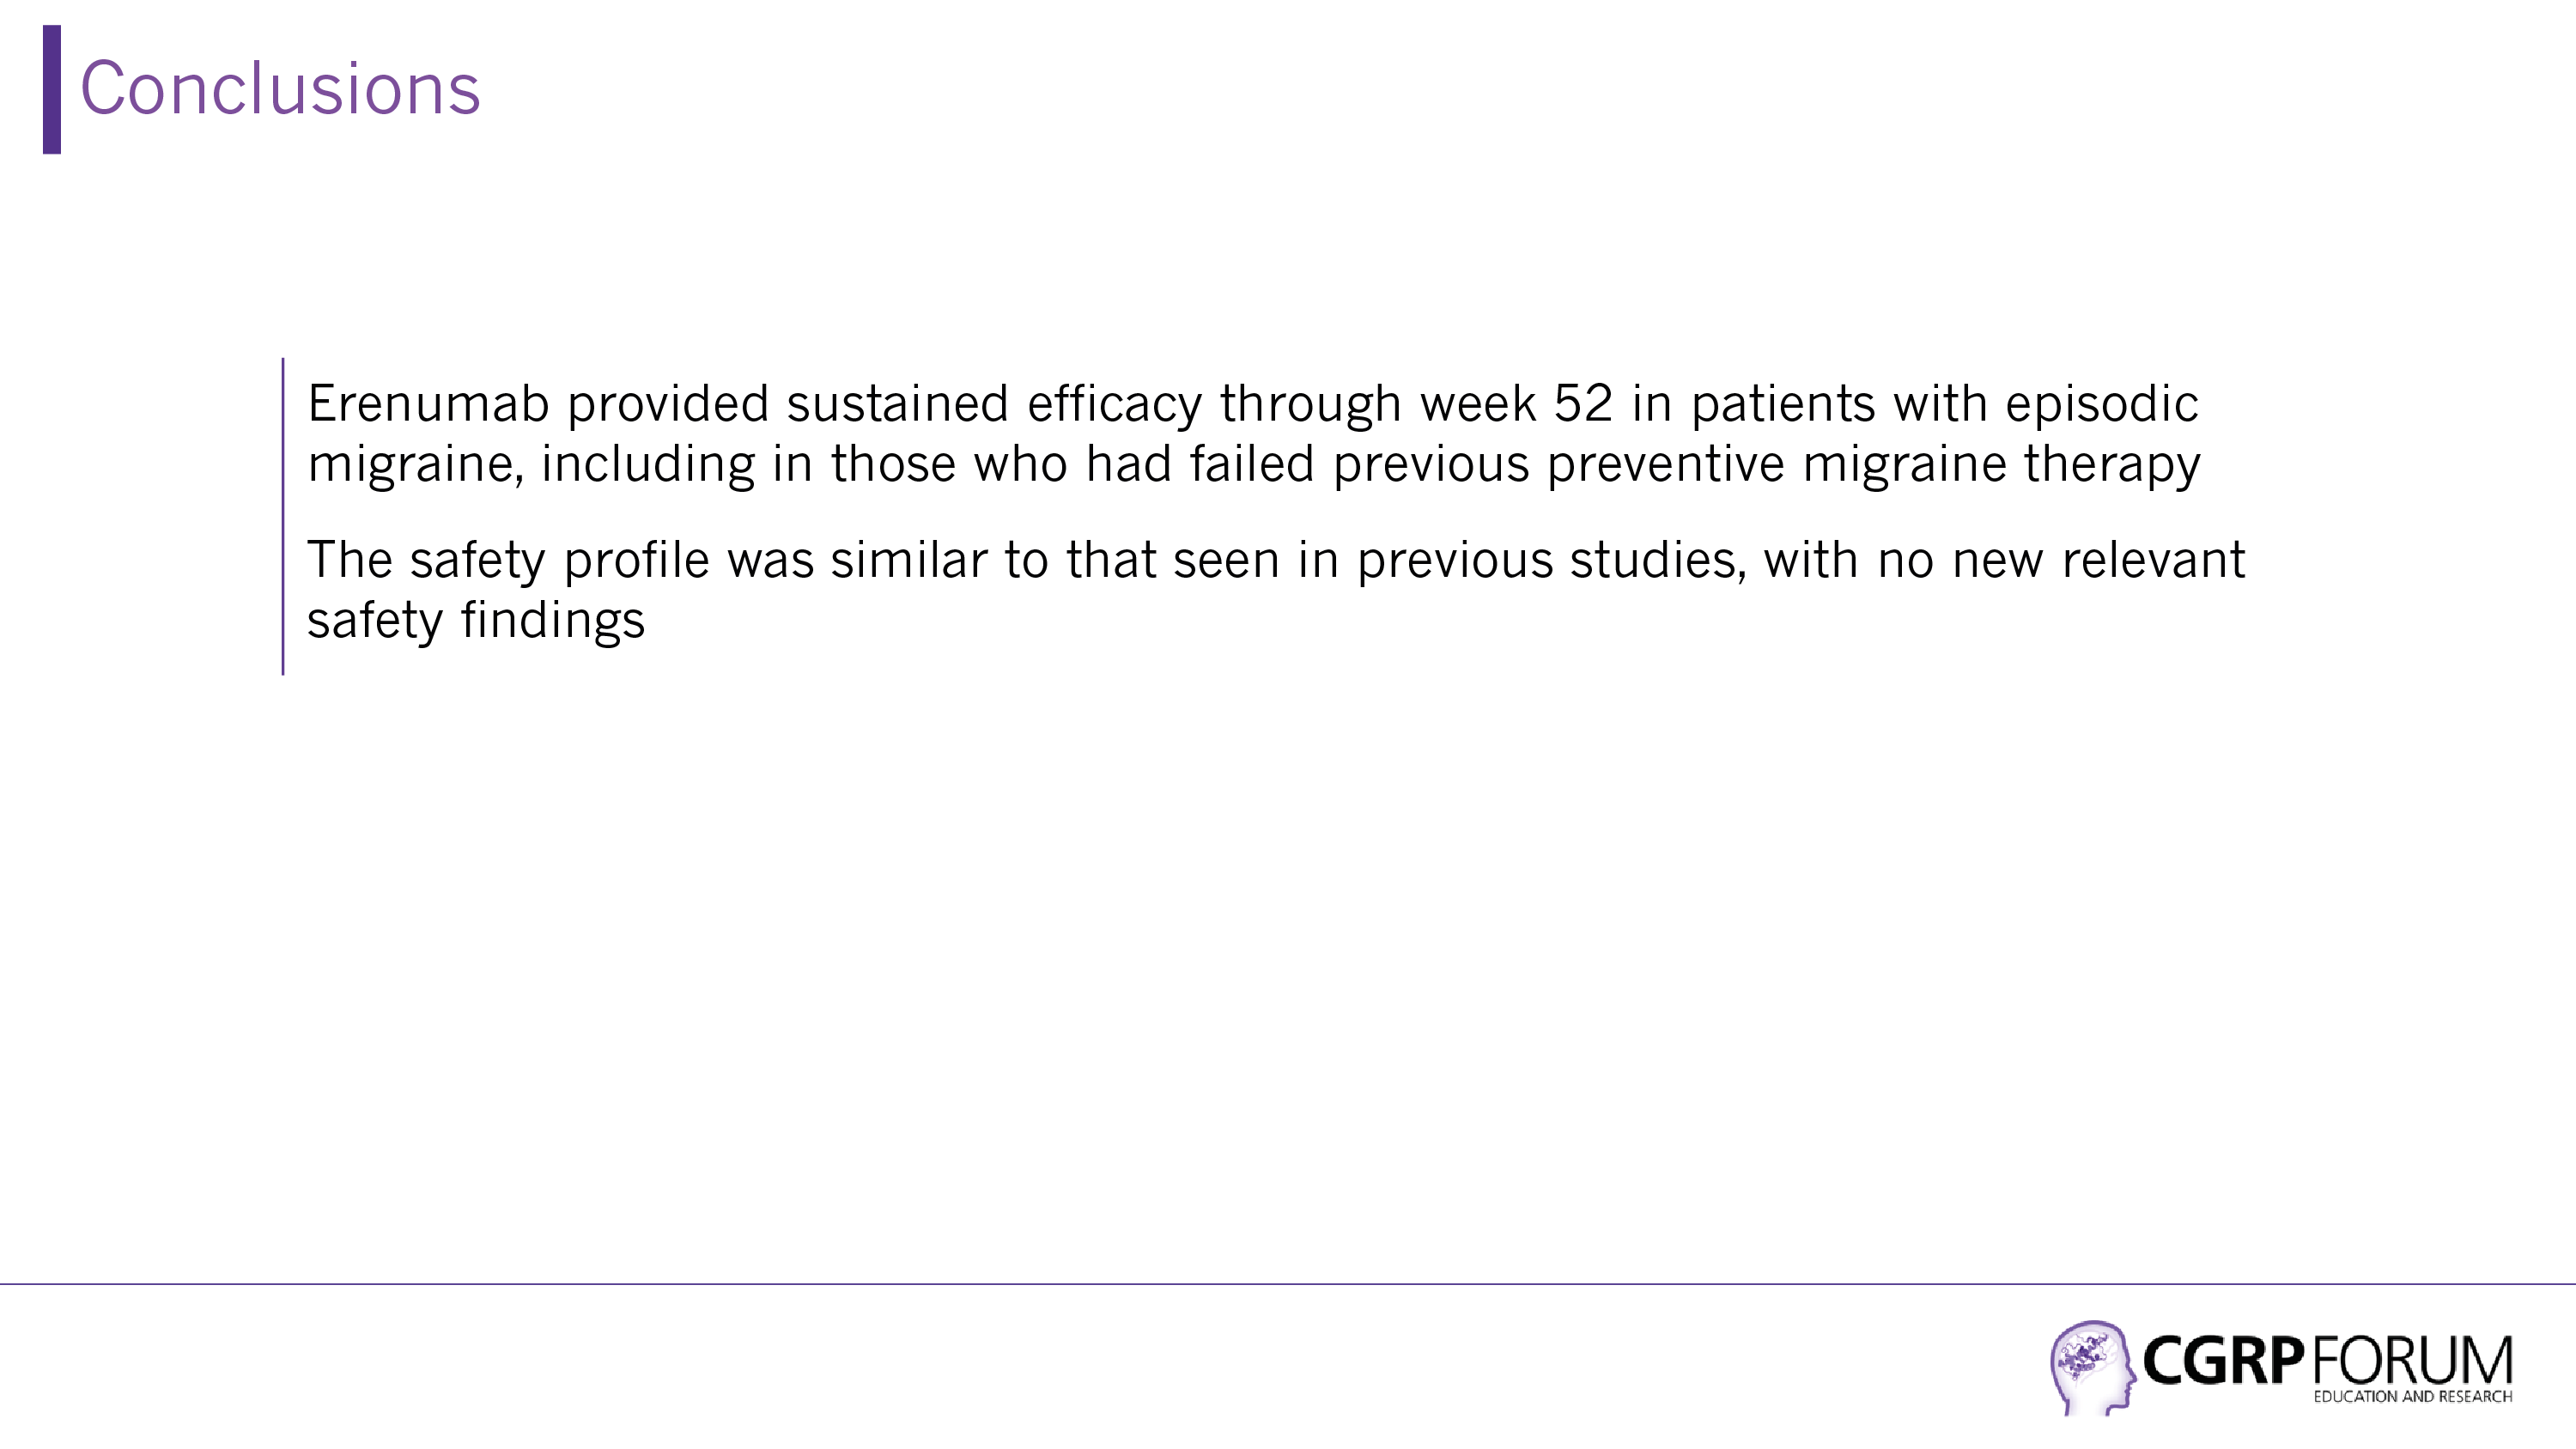 Conclusions
Erenumab provided sustained efficacy through week 52 in patients with episodic
migraine, including in those who had failed previous preventive migraine therapy
The safety profile was similar to that seen in previous studies, with no new relevant
safety findings
CGRP FORUM
EDUCATION AND RESEARCH